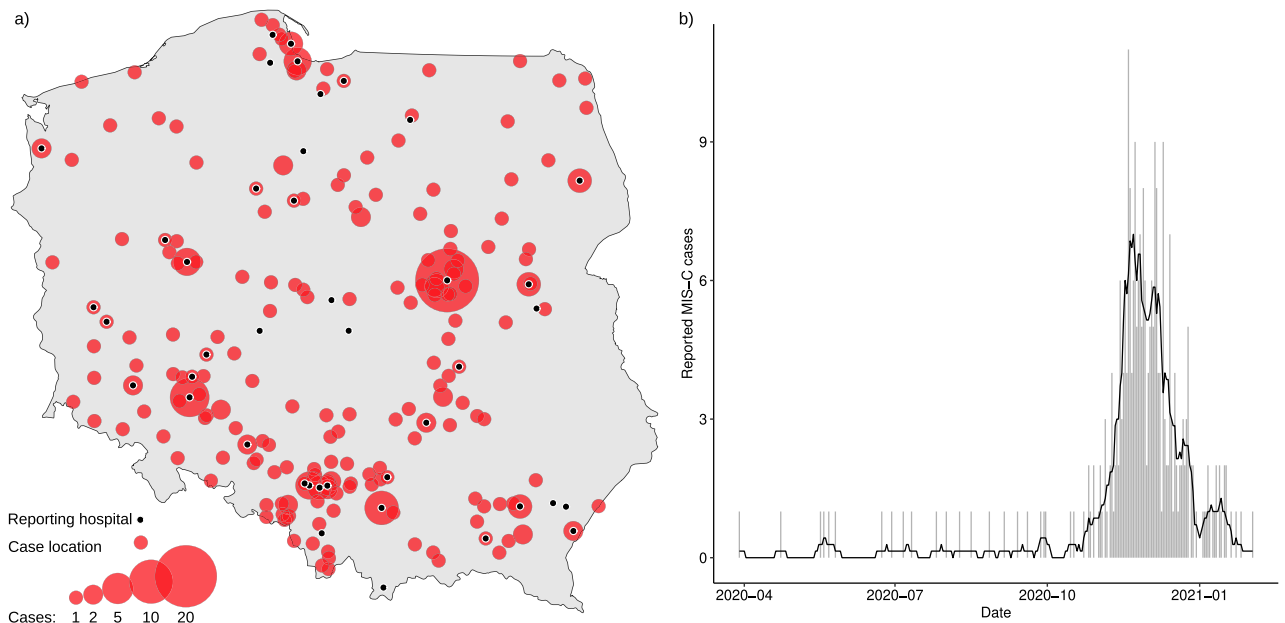 a)
Reporting hospital
Case location
Cases: 1 2 5 10 20
b)
Reported MIS−C cases
9
6
3
0
2020−04 2020−07 2020−10 2021−01
Date